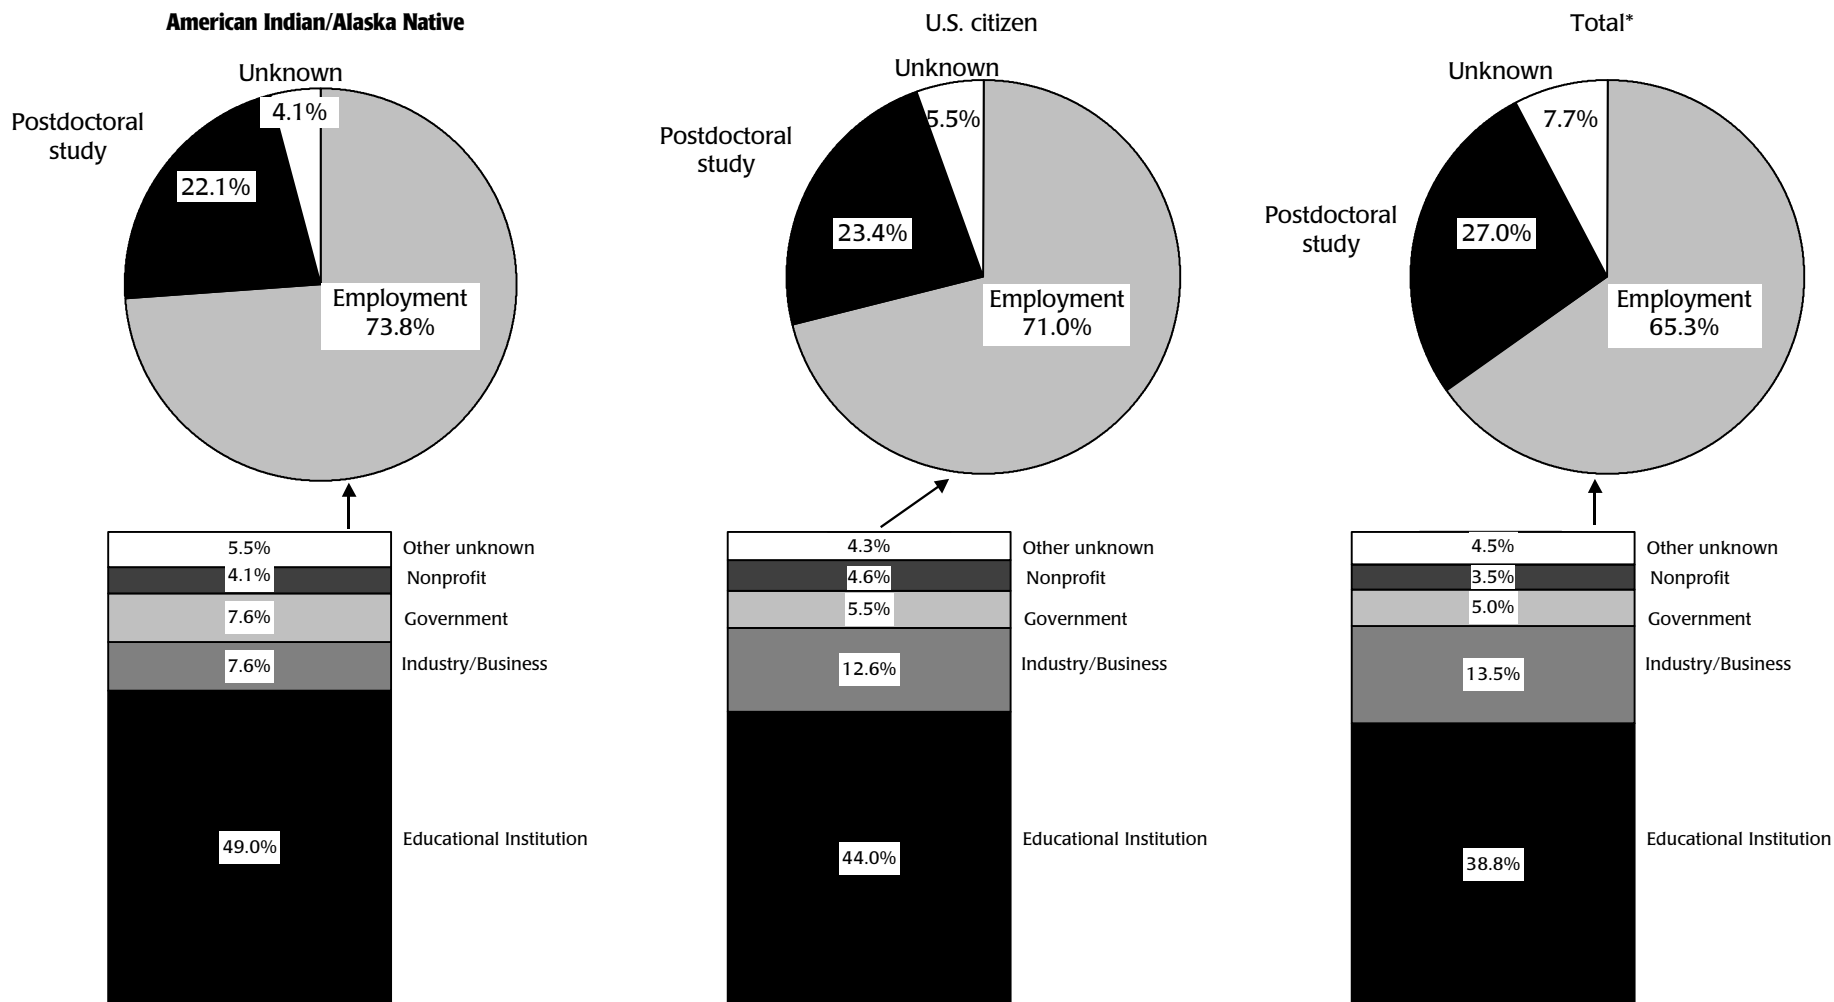 American Indian/Alaska Native
Unknown
4.1%
Postdoctoral
study
22.1%
Employment
73.8%
5.5%
Other unknown
4.1%
Nonprofit
7.6%
Government
7.6%
Industry/Business
49.0%
Educational Institution
U.S. citizen
Unknown
5.5%
Postdoctoral
study
23.4%
Employment
71.0%
4.3%
Other unknown
4.6%
Nonprofit
5.5%
Government
12.6%
Industry/Business
44.0%
Educational Institution
Total*
Unknown
7.7%
Postdoctoral
study
27.0%
Employment
65.3%
4.5%
Other unknown
3.5%
Nonprofit
5.0%
Government
13.5%
Industry/Business
38.8%
Educational Institution